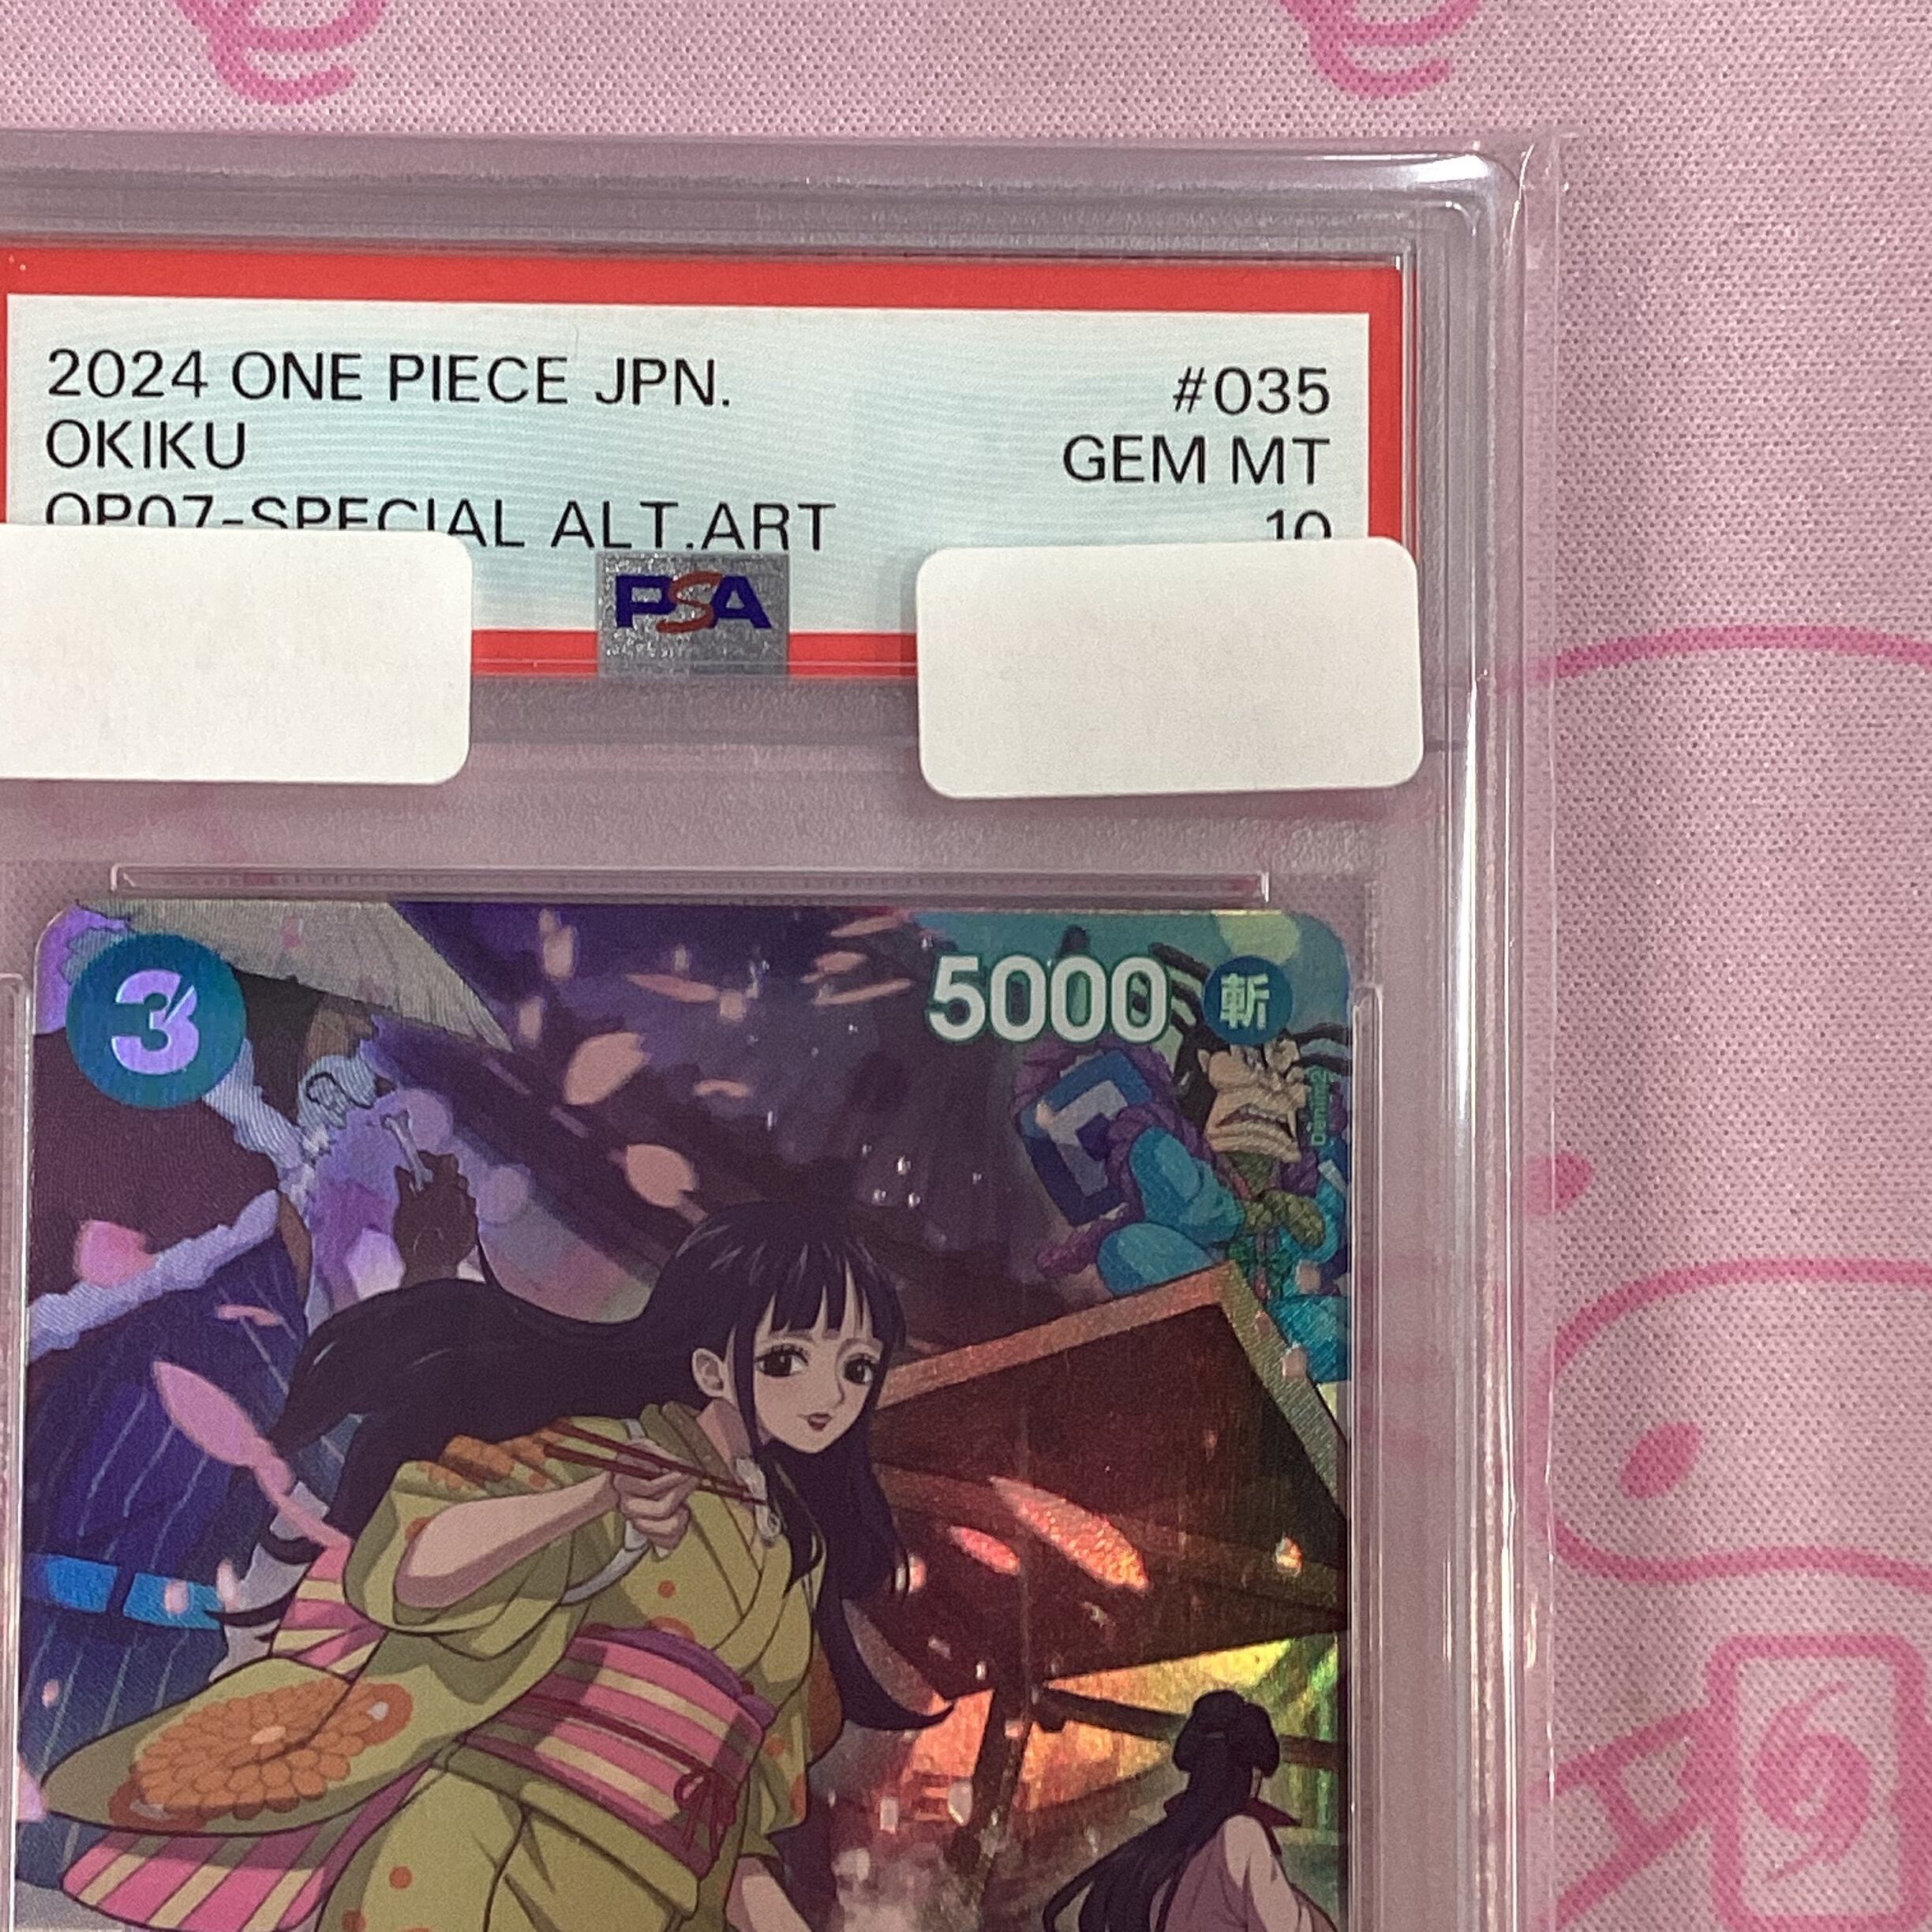 2024 ONE PIECE JPN.
#035
OKIKU
GEM MT
OP07-SPECIAL ALT.ART
10
PSA
3
5000 斬